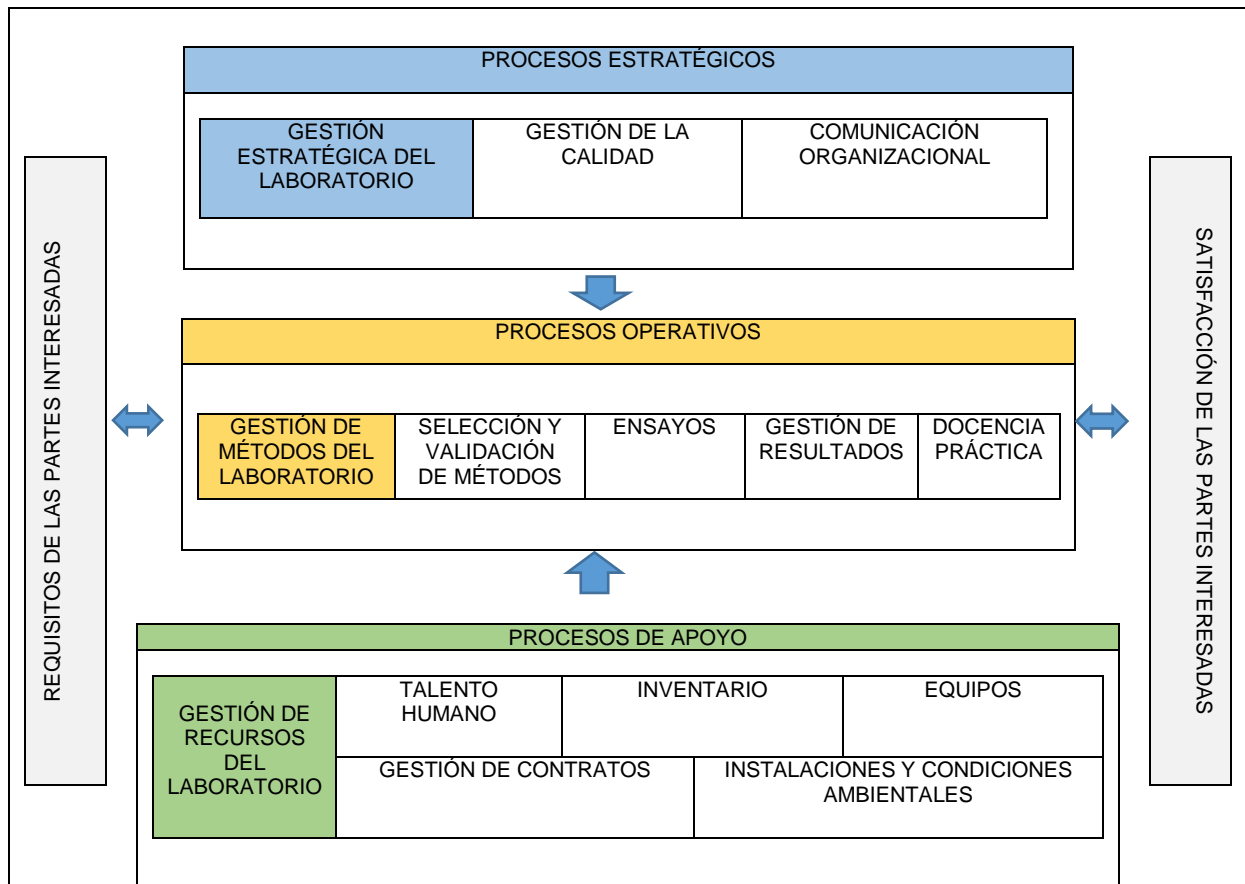 PROCESOS ESTRATÉGICOS
GESTIÓN
ESTRATÉGICA DEL
LABORATORIO
GESTIÓN DE LA
CALIDAD
COMUNICACIÓN
ORGANIZACIONAL
REQUISITOS DE LAS PARTES INTERESADAS
PROCESOS OPERATIVOS
GESTIÓN DE
MÉTODOS DEL
LABORATORIO
SELECCIÓN Y
VALIDACIÓN
DE MÉTODOS
ENSAYOS
GESTIÓN DE
RESULTADOS
DOCENCIA
PRÁCTICA
SATISFACCIÓN DE LAS PARTES INTERESADAS
PROCESOS DE APOYO
GESTIÓN DE
RECURSOS
DEL
LABORATORIO
TALENTO
HUMANO
INVENTARIO
EQUIPOS
GESTIÓN DE CONTRATOS
INSTALACIONES Y CONDICIONES
AMBIENTALES